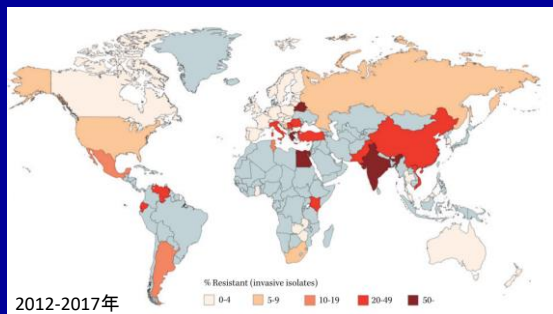 % Resistant (invasive isolates)
0-4 5-9 10-19 20-49 50-
2012-2017年